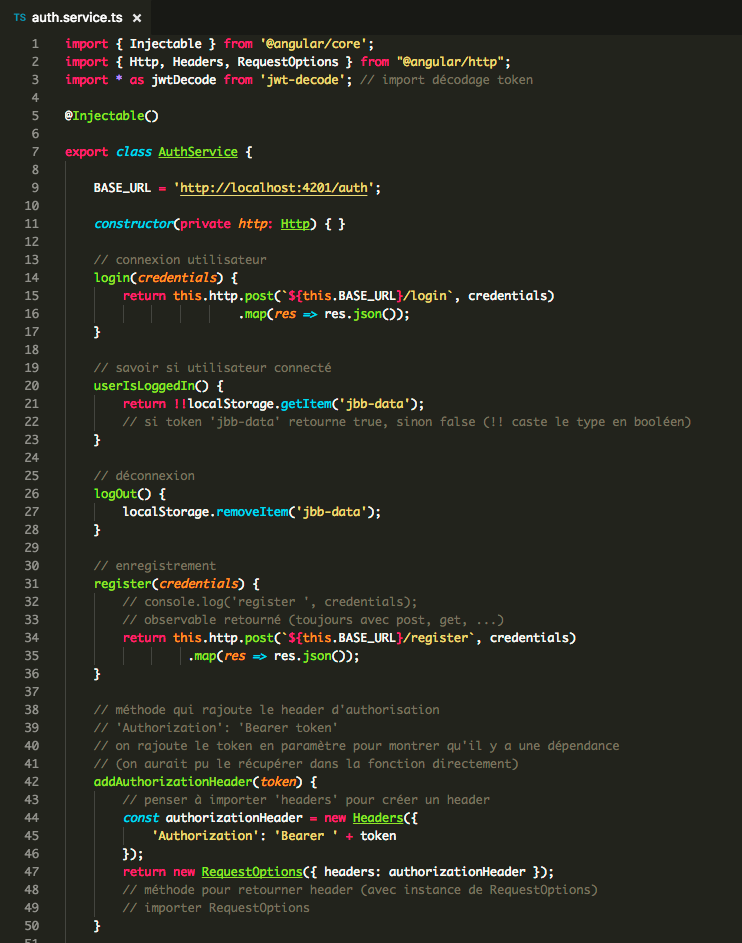 TS auth.service.ts ×
1 import { Injectable } from '@angular/core';
2 import { Http, Headers, RequestOptions } from "@angular/http";
3 import * as jwtDecode from 'jwt-decode'; // import décodage token
4
5 @Injectable()
6
7 export class AuthService {
8
9 BASE_URL = 'http://localhost:4201/auth';
10
11 constructor(private http: Http) { }
12
13 // connexion utilisateur
14 login(credentials) {
15 return this.http.post(`${this.BASE_URL}/login`, credentials)
16 .map(res => res.json());
17 }
18
19 // savoir si utilisateur connecté
20 userIsLoggedIn() {
21 return !!localStorage.getItem('jbb-data');
22 // si token 'jbb-data' retourne true, sinon false (!! caste le type en booléen)
23 }
24
25 // déconnexion
26 logOut() {
27 localStorage.removeItem('jbb-data');
28 }
29
30 // enregistrement
31 register(credentials) {
32 // console.log('register ', credentials);
33 // observable retourné (toujours avec post, get, ...)
34 return this.http.post(`${this.BASE_URL}/register`, credentials)
35 .map(res => res.json());
36 }
37
38 // méthode qui rajoute le header d'authorisation
39 // 'Authorization': 'Bearer token'
40 // on rajoute le token en paramètre pour montrer qu'il y a une dépendance
41 // (on aurait pu le récupérer dans la fonction directement)
42 addAuthorizationHeader(token) {
43 // penser à importer 'headers' pour créer un header
44 const authorizationHeader = new Headers({
45 'Authorization': 'Bearer ' + token
46 });
47 return new RequestOptions({ headers: authorizationHeader });
48 // méthode pour retourner header (avec instance de RequestOptions)
49 // importer RequestOptions
50 }
51